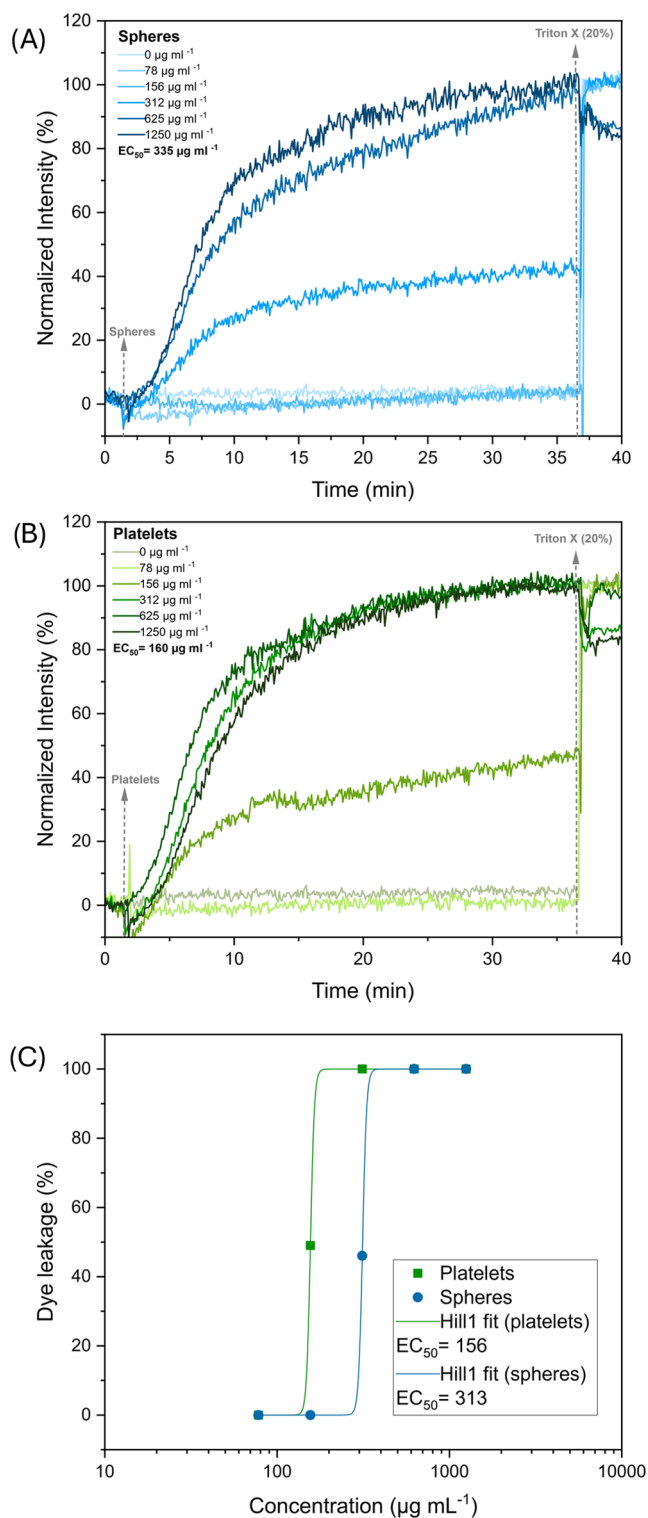 (A)
Spheres
0 µg ml -1
78 µg ml -1
156 µg ml -1
312 µg ml -1
625 µg ml -1
1250 µg ml -1
EC50= 335 µg ml -1
Triton X (20%)
Spheres
Normalized Intensity (%)
120
100
80
60
40
20
0
0 5 10 15 20 25 30 35 40
Time (min)
(B)
Platelets
0 µg ml -1
78 µg ml -1
156 µg ml -1
312 µg ml -1
625 µg ml -1
1250 µg ml -1
EC50= 160 µg ml -1
Triton X (20%)
Platelets
Normalized Intensity (%)
120
100
80
60
40
20
0
0 10 20 30 40
Time (min)
(C)
Dye leakage (%)
100
80
60
40
20
0
Platelets
Spheres
Hill1 fit (platelets)
EC50= 156
Hill1 fit (spheres)
EC50= 313
10 100 1000 10000
Concentration (µg mL-1)